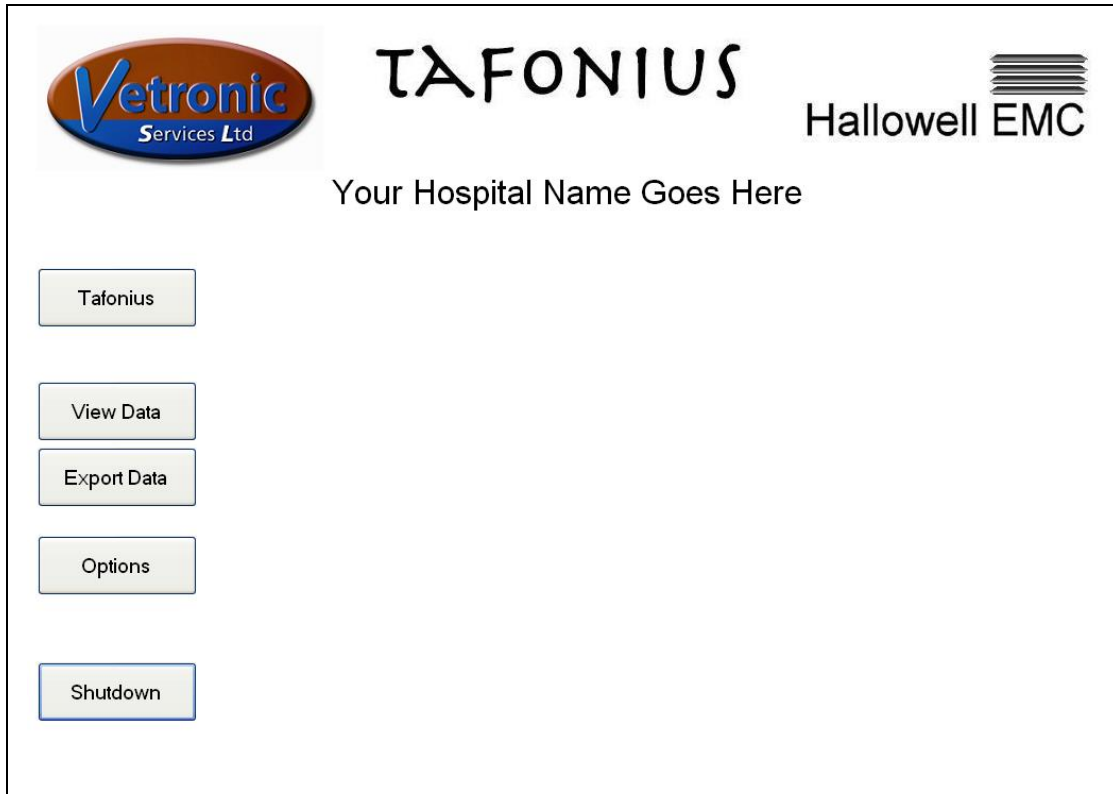 Vetronic
Services Ltd
TAFONIUS
Hallowell EMC
Your Hospital Name Goes Here
Tafonius
View Data
Export Data
Options
Shutdown